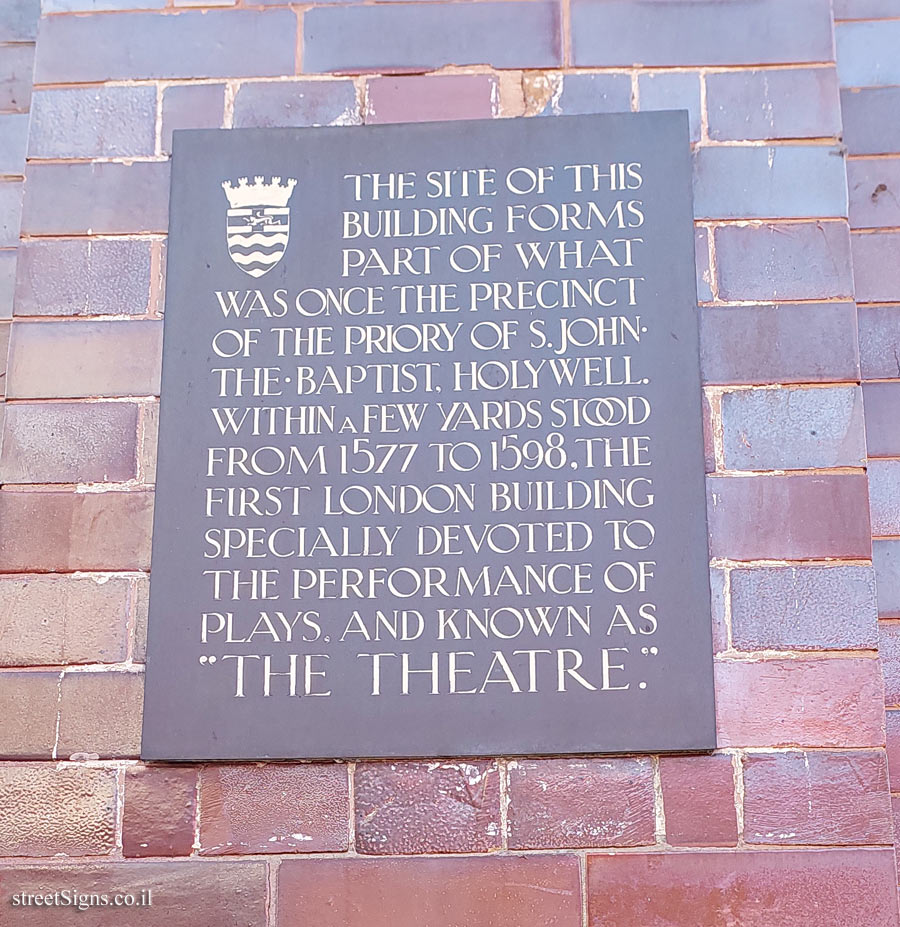 THE SITE OF THIS
BUILDING FORMS
PART OF WHAT
WAS ONCE THE PRECINCT
OF THE PRIORY OF S. JOHN·
THE·BAPTIST, HOLYWELL.
WITHIN A FEW YARDS STOOD
FROM 1577 TO 1598, THE
FIRST LONDON BUILDING
SPECIALLY DEVOTED TO
THE PERFORMANCE OF
PLAYS, AND KNOWN AS
"THE THEATRE."
streetSigns.co.il